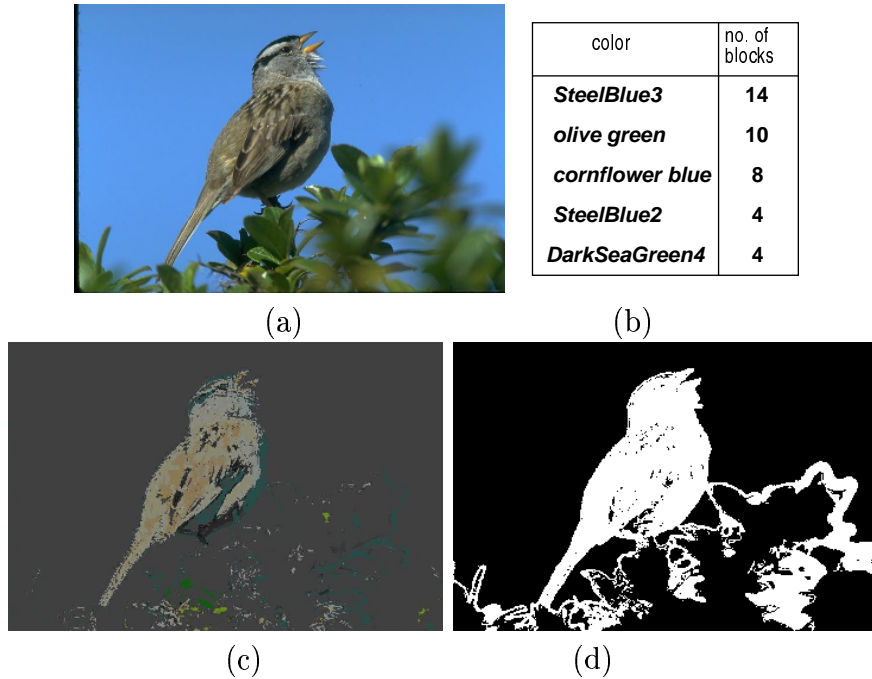 color no. of
blocks
SteelBlue3 14
olive green 10
cornflower blue 8
SteelBlue2 4
DarkSeaGreen4 4
(a) (b)
(c) (d)